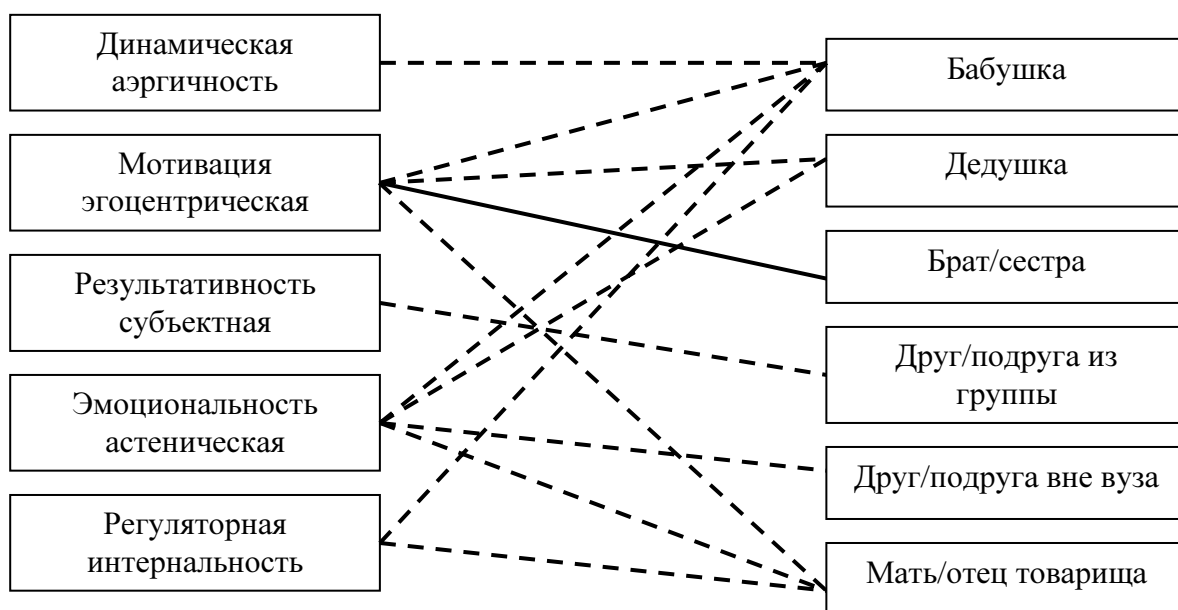 Динамическая
аэргичность
Мотивация
эгоцентрическая
Результативность
субъектная
Эмоциональность
астеническая
Регуляторная
интернальность
Бабушка
Дедушка
Брат/сестра
Друг/подруга из
группы
Друг/подруга вне вуза
Мать/отец товарища